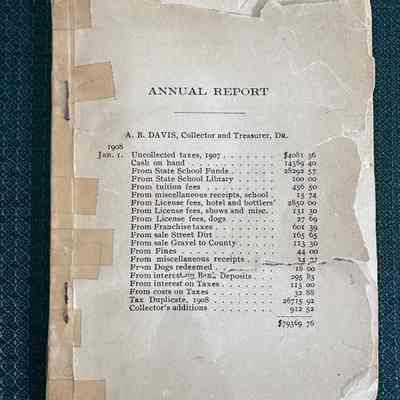 ANNUAL REPORT
A. B. DAVIS, Collector and Treasurer, DR.
1908
Jan. 1. Uncollected taxes, 1907 . . . . . . . $4081 36
Cash on hand . . . . . . . . 14369 40
From State School Funds . . . . . . 28292 57
From State School Library . . . . . . 100 00
From tuition fees . . . . . . . . 436 50
From miscellaneous receipts, school . . 15 74
From License fees, hotel and bottlers' 2850 00
From License fees, shows and misc. . . 131 30
From License fees, dogs . . . . . . 27 69
From Franchise taxes . . . . . . . 601 39
From sale Street Dirt . . . . . . . 165 65
From sale Gravel to County . . . . . 113 30
From Fines . . . . . . . . . 44 00
From miscellaneous receipts . . . .
From Dogs redeemed . . . . . . . 18 00
From interest on Bank Deposits . . . . 295 83
From interest on Taxes . . . . . . 115 00
From costs on Taxes . . . . . . . 32 88
Tax Duplicate, 1908 . . . . . . . 26715 92
Collector's additions . . . . . . . 912 52
$79369 76